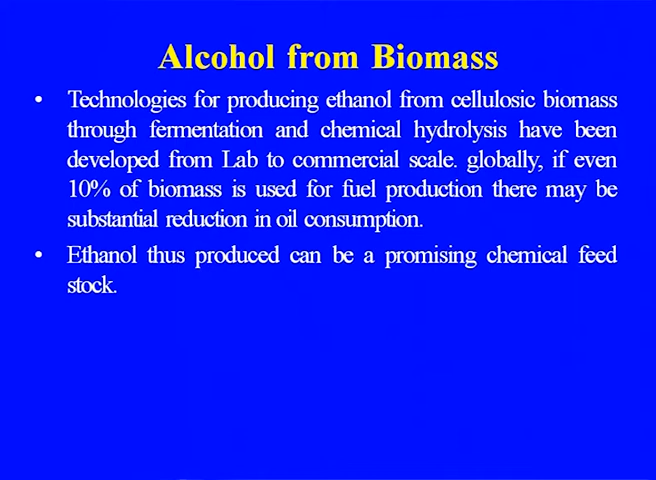 Alcohol from Biomass
• Technologies for producing ethanol from cellulosic biomass
through fermentation and chemical hydrolysis have been
developed from Lab to commercial scale. globally, if even
10% of biomass is used for fuel production there may be
substantial reduction in oil consumption.
• Ethanol thus produced can be a promising chemical feed
stock.